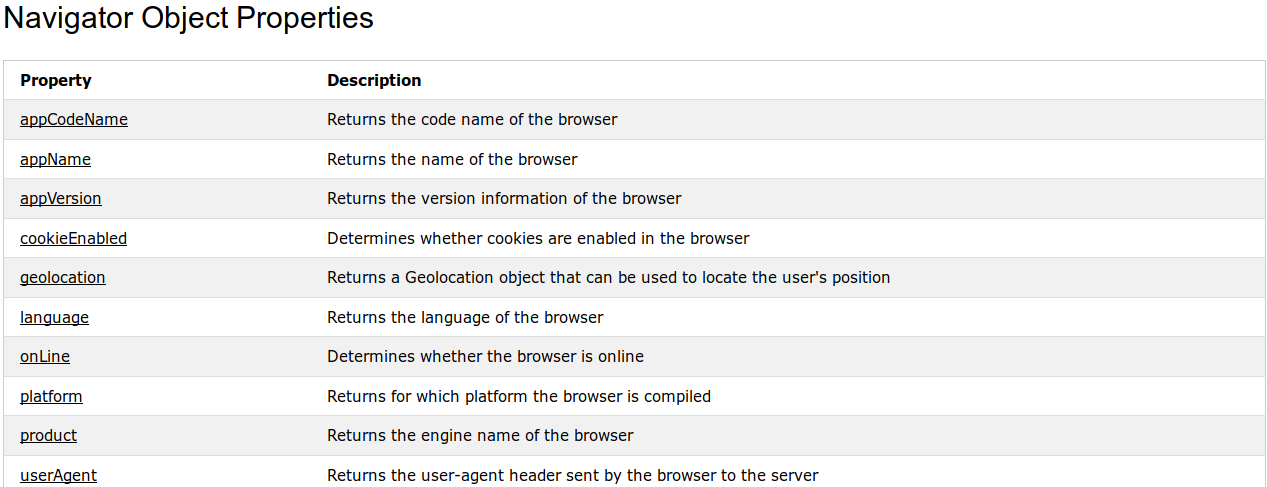 Navigator Object Properties
Property Description
appCodeName Returns the code name of the browser
appName Returns the name of the browser
appVersion Returns the version information of the browser
cookieEnabled Determines whether cookies are enabled in the browser
geolocation Returns a Geolocation object that can be used to locate the user's position
language Returns the language of the browser
onLine Determines whether the browser is online
platform Returns for which platform the browser is compiled
product Returns the engine name of the browser
userAgent Returns the user-agent header sent by the browser to the server